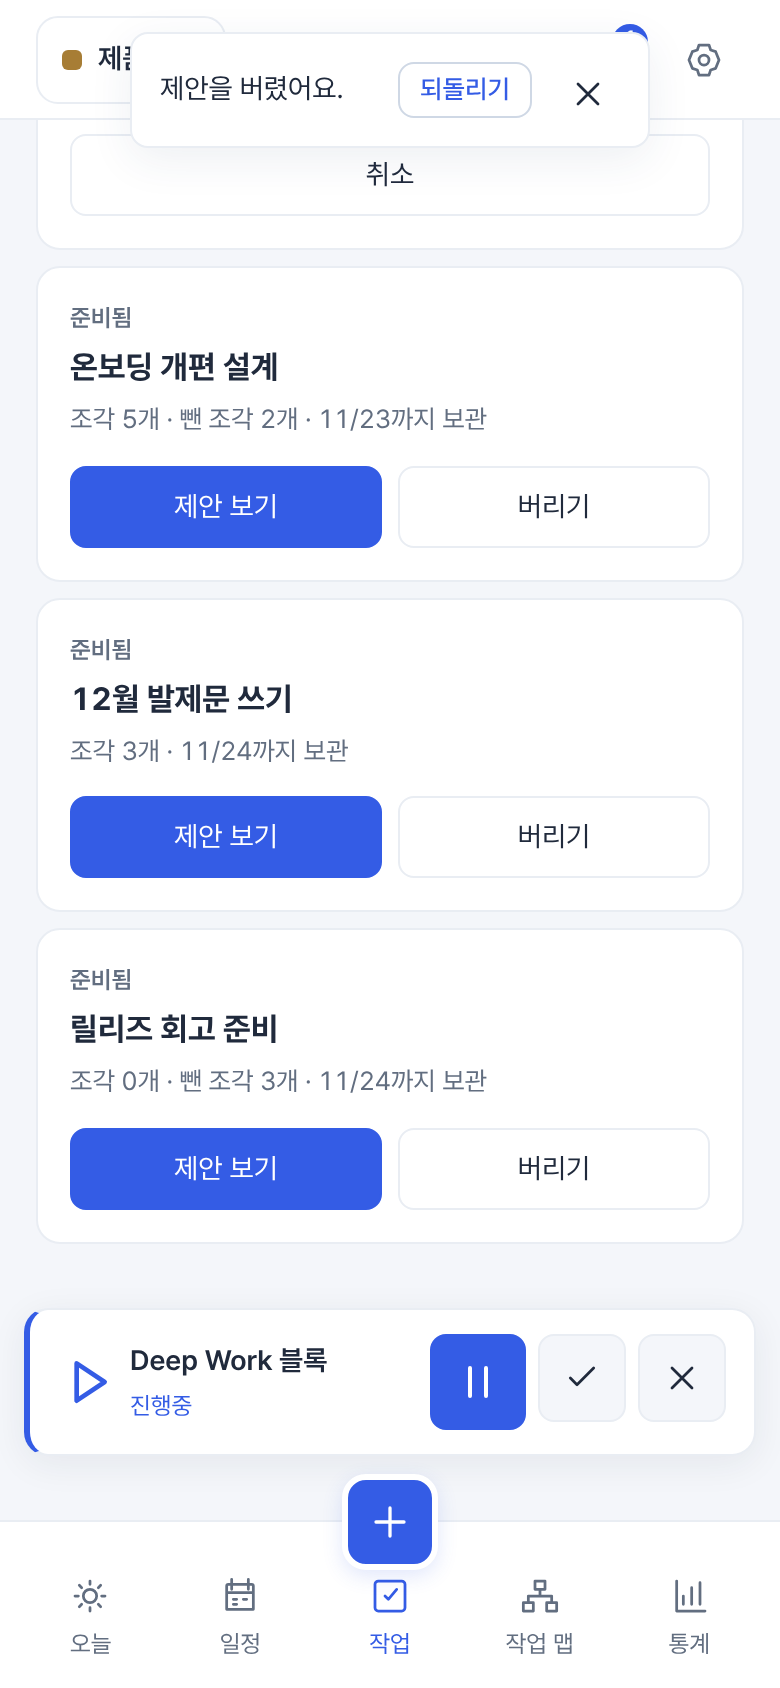 제안을 버렸어요.
되돌리기
취소
준비됨
온보딩 개편 설계
조각 5개 · 뺀 조각 2개 · 11/23까지 보관
제안 보기
버리기
준비됨
12월 발제문 쓰기
조각 3개 · 11/24까지 보관
제안 보기
버리기
준비됨
릴리즈 회고 준비
조각 0개 · 뺀 조각 3개 · 11/24까지 보관
제안 보기
버리기
Deep Work 블록
진행중
오늘
일정
작업
작업 맵
통계